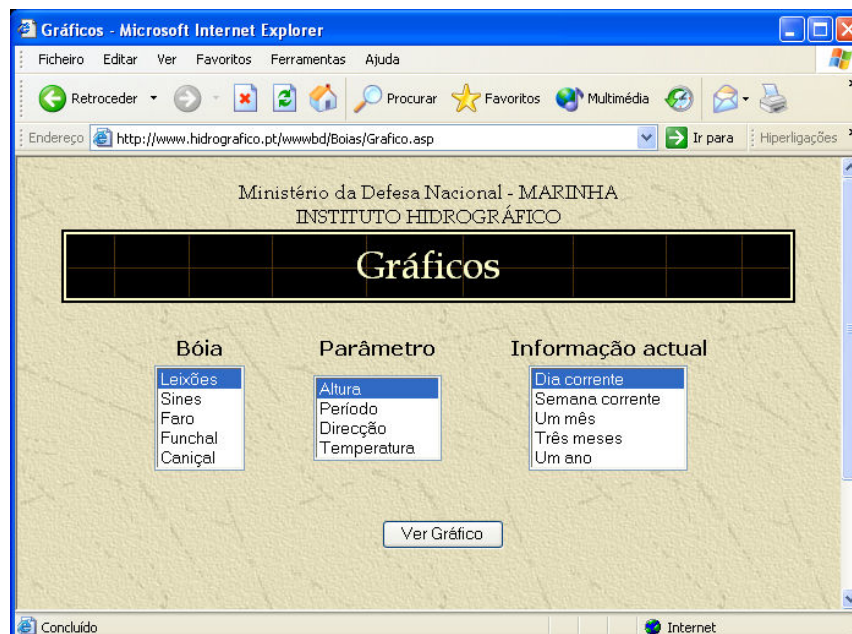 Gráficos - Microsoft Internet Explorer
Ficheiro Editar Ver Favoritos Ferramentas Ajuda
Retroceder Procurar Favoritos Multimédia
Endereço http://www.hidrografico.pt/wwwbd/Boias/Grafico.asp Ir para Hiperligações
Ministério da Defesa Nacional - MARINHA
INSTITUTO HIDROGRÁFICO
Gráficos
Bóia Parâmetro Informação actual
Leixões Altura Dia corrente
Sines Período Semana corrente
Faro Direcção Um mês
Funchal Temperatura Três meses
Caniçal Um ano
Ver Gráfico
Concluído Internet